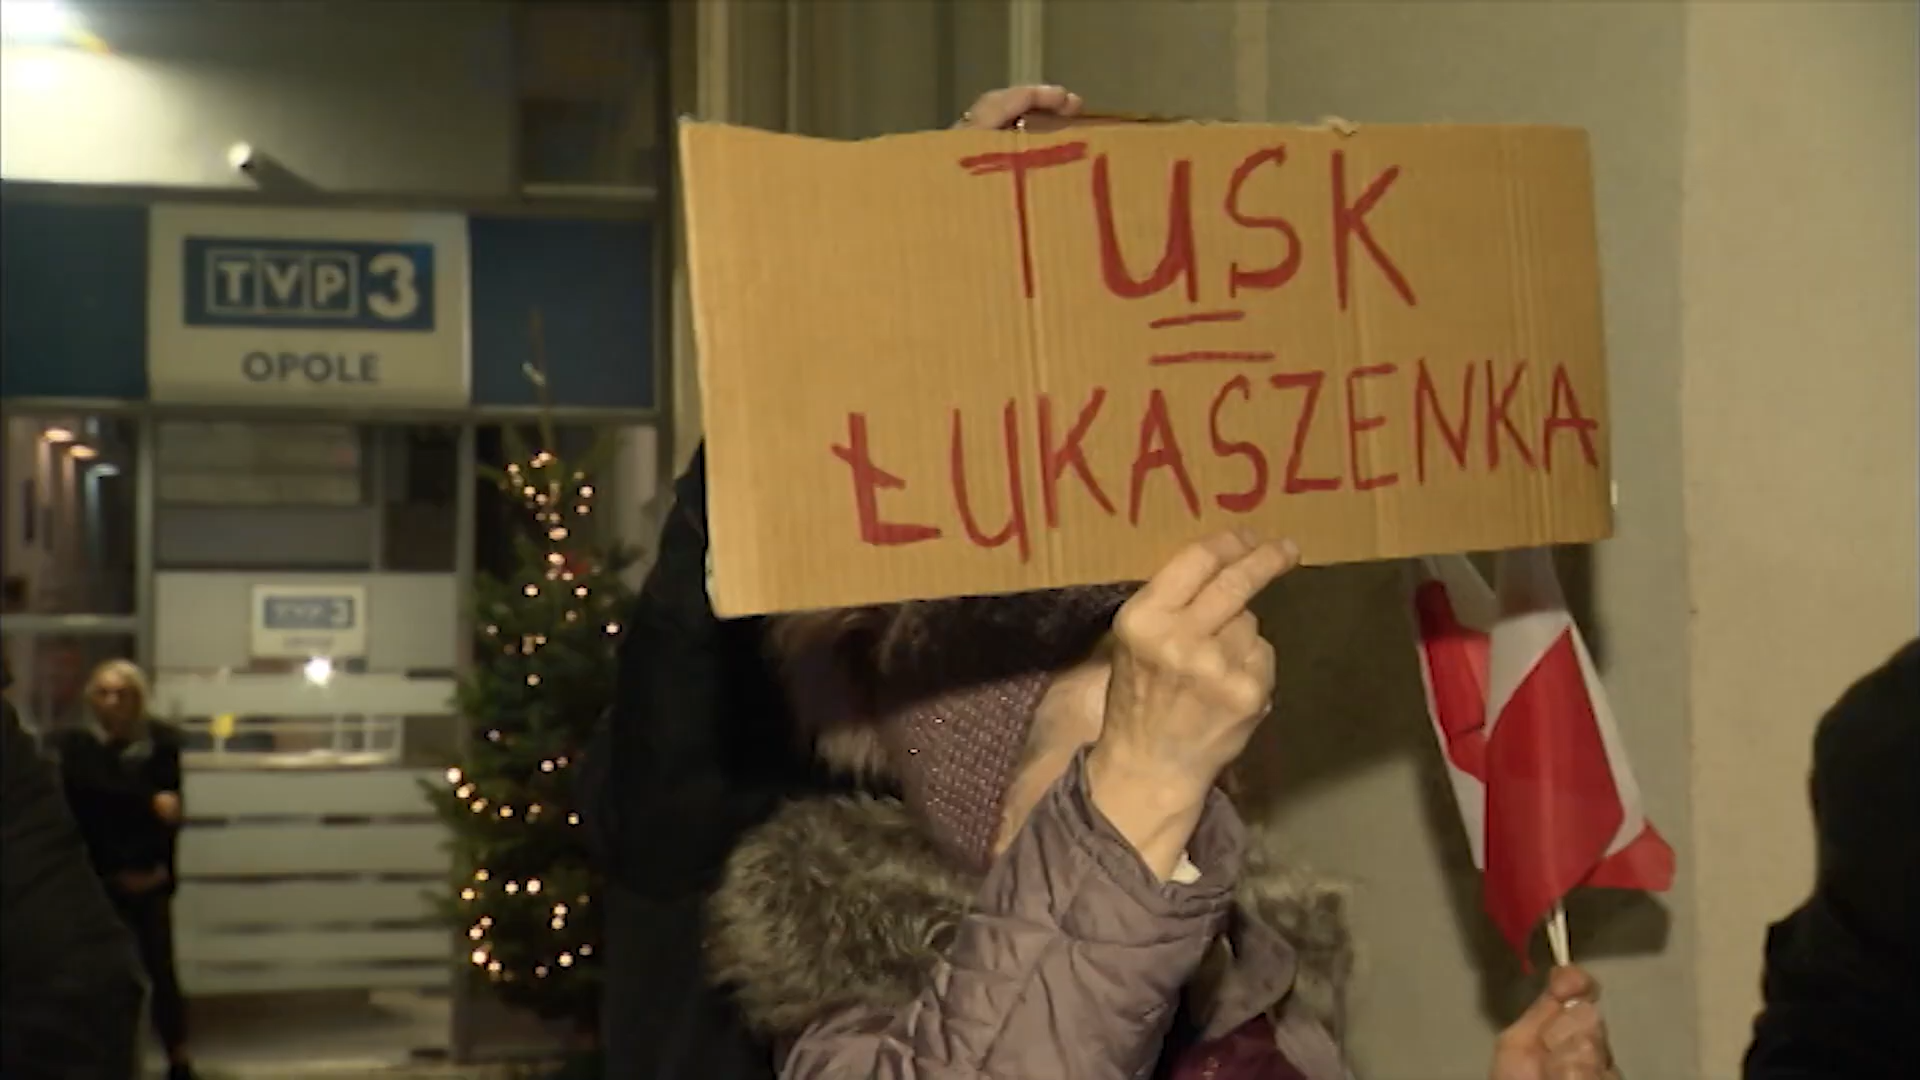 TUSK
=
ŁUKASZENKA
TVP3
OPOLE
TVP3